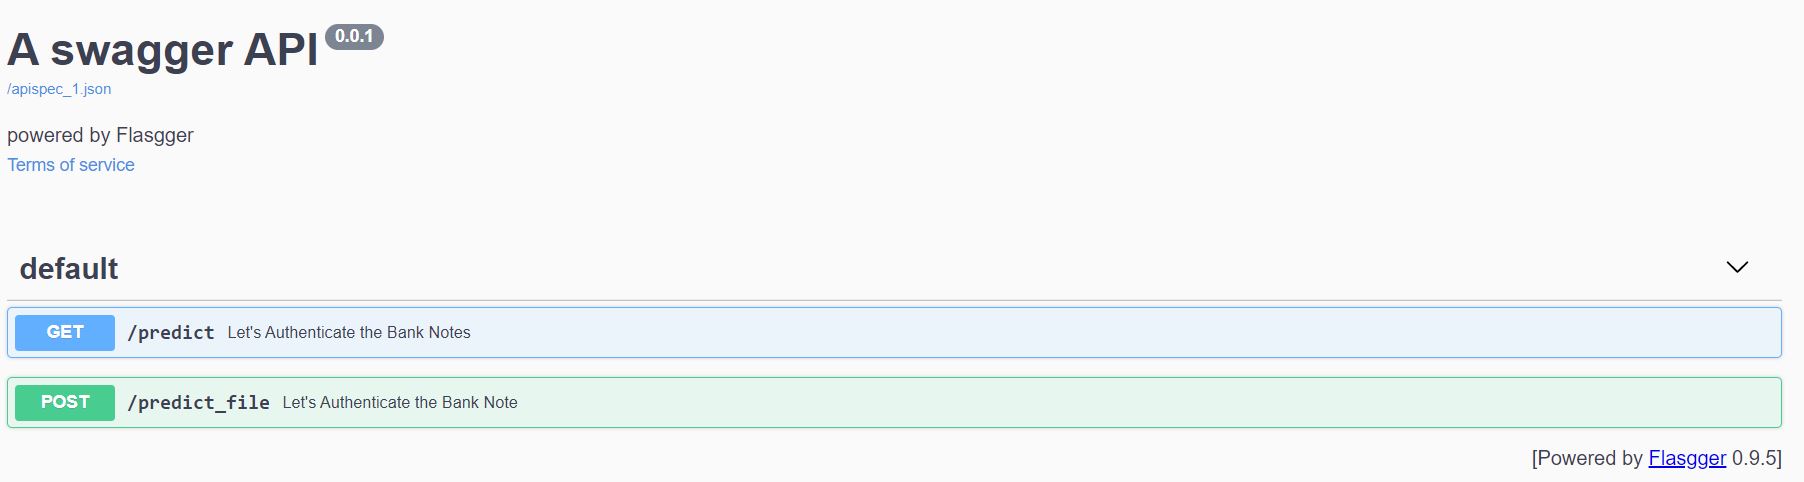 A swagger API 0.0.1
/apispec_1.json
powered by Flasgger
Terms of service
default
GET /predict Let's Authenticate the Bank Notes
POST /predict_file Let's Authenticate the Bank Note
[Powered by Flasgger 0.9.5]